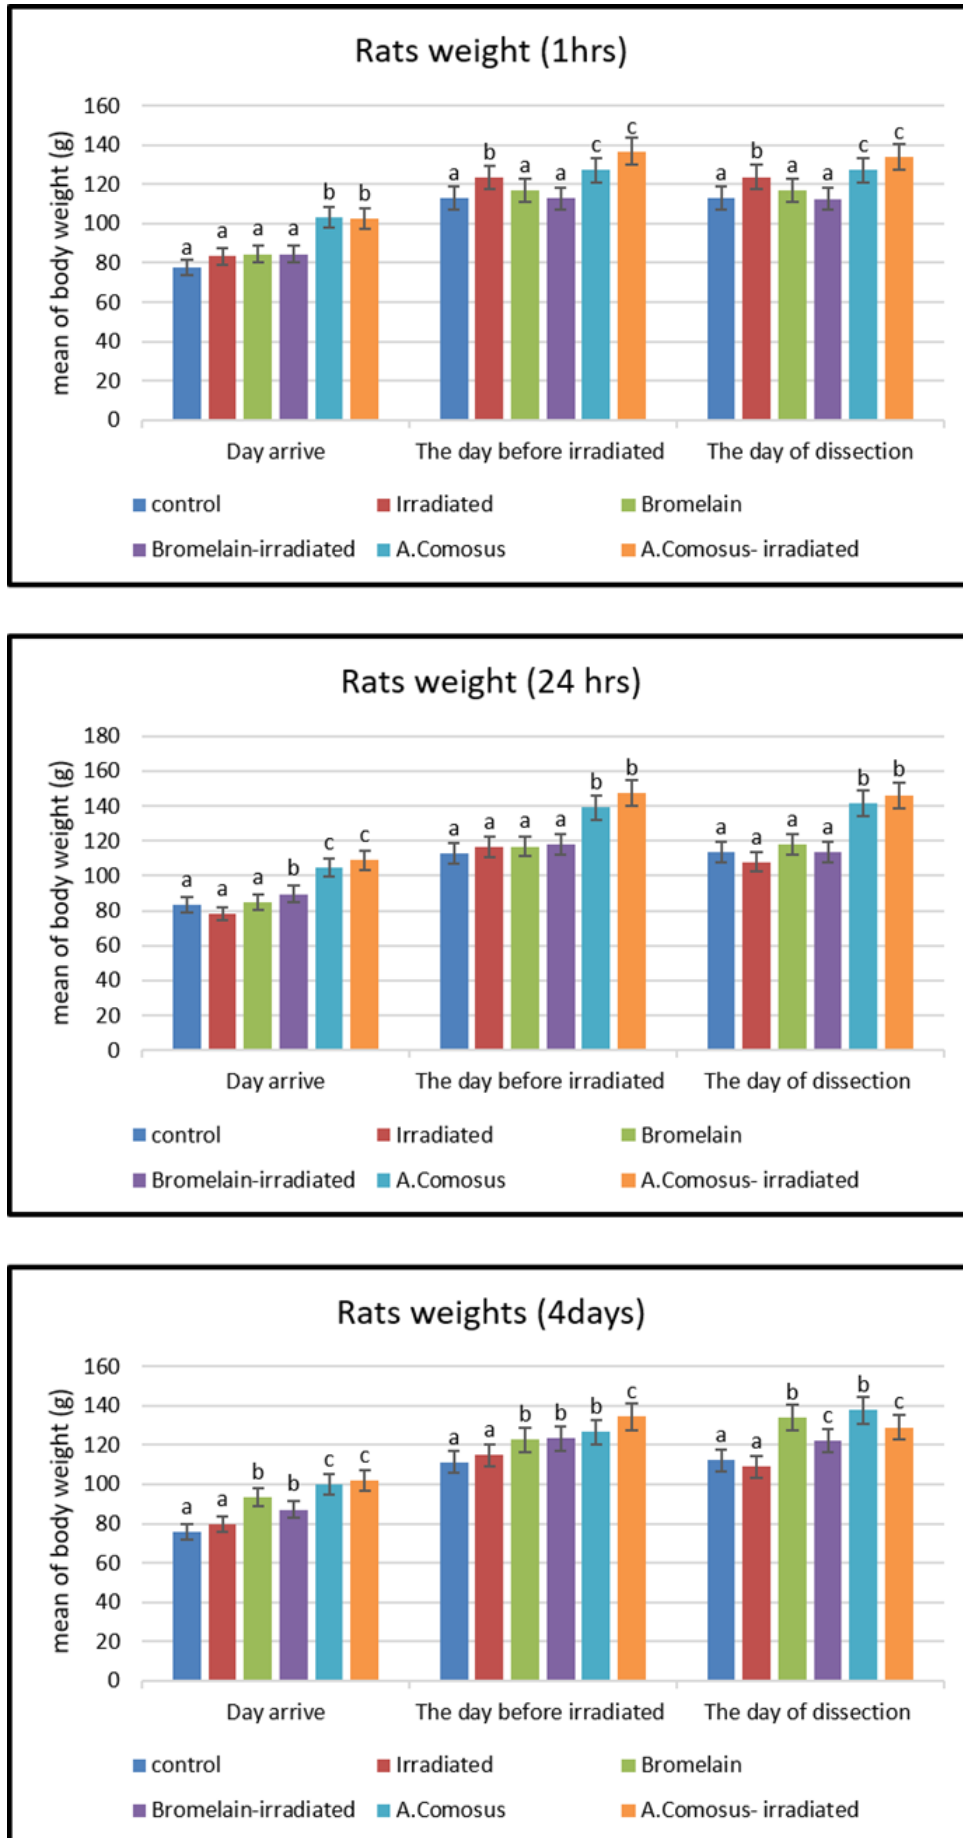 Rats weight (1hrs)
mean of body weight (g)
160
140
120
100
80
60
40
20
0
a a a a b b
a b a a c c
a b a a c c
Day arrive The day before irradiated The day of dissection
control Irradiated Bromelain
Bromelain-irradiated A.Comosus A.Comosus- irradiated
Rats weight (24 hrs)
mean of body weight (g)
180
160
140
120
100
80
60
40
20
0
a a a b c c
a a a a b b
a a a a b b
Day arrive The day before irradiated The day of dissection
control Irradiated Bromelain
Bromelain-irradiated A.Comosus A.Comosus- irradiated
Rats weights (4days)
mean of body weight (g)
160
140
120
100
80
60
40
20
0
a a b b c c
a a b b b c
a a b c b c
Day arrive The day before irradiated The day of dissection
control Irradiated Bromelain
Bromelain-irradiated A.Comosus A.Comosus- irradiated